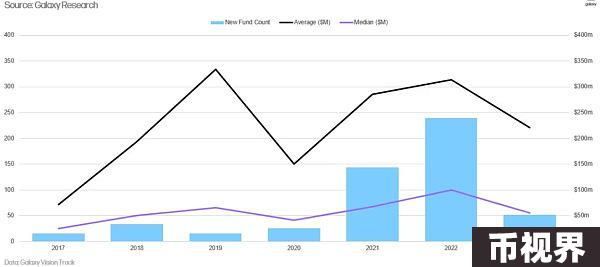 Source: Galaxy Research
galaxy
New Fund Count Average ($M) Median ($M)
400 $400m
350 $350m
300 $300m
250 $250m
200 $200m
150 $150m
100 $100m
50 $50m
0
2017 2018 2019 2020 2021 2022
Data: Galaxy Vision Track
币视界